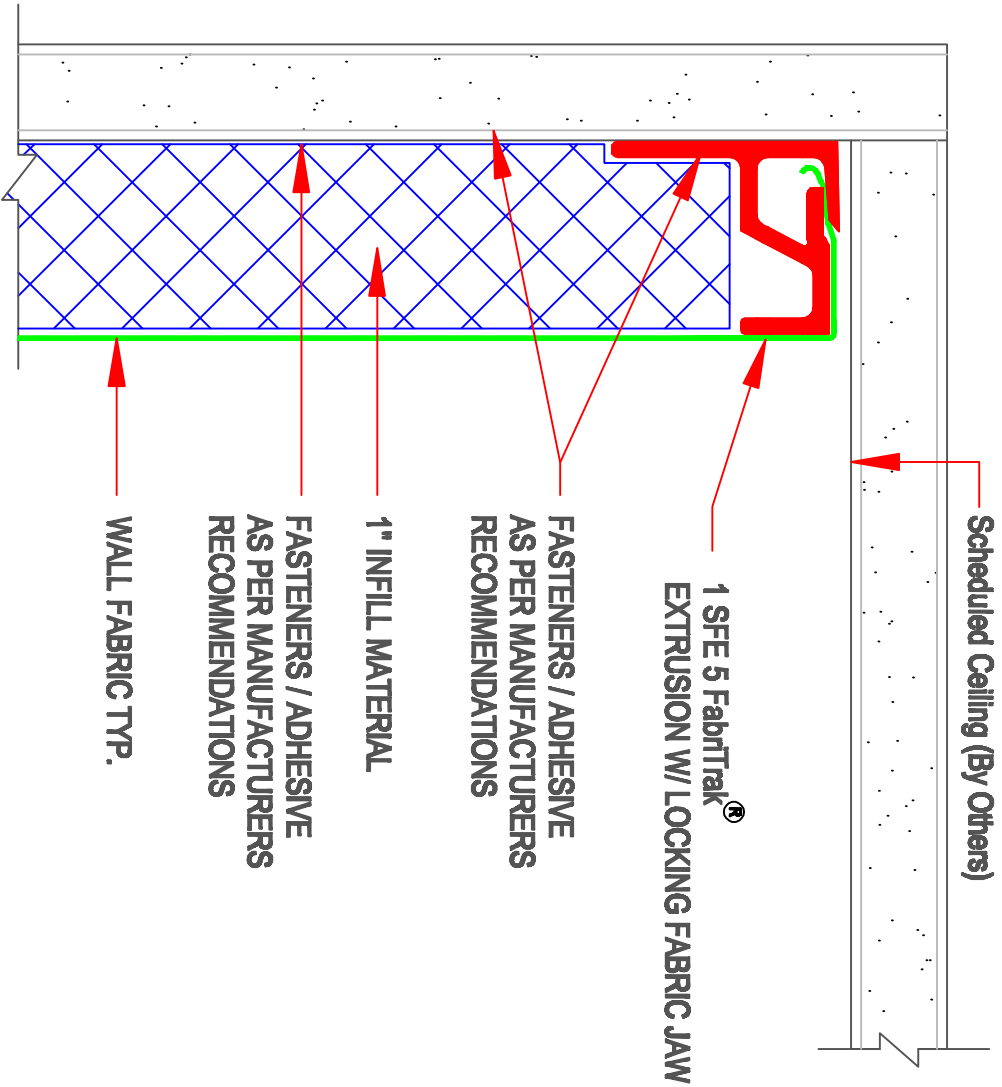 Scheduled Ceiling (By Others)
1 SFE 5 FabriTrak®
EXTRUSION W/ LOCKING FABRIC JAW
FASTENERS / ADHESIVE
AS PER MANUFACTURERS
RECOMMENDATIONS
1" INFILL MATERIAL
FASTENERS / ADHESIVE
AS PER MANUFACTURERS
RECOMMENDATIONS
WALL FABRIC TYP.